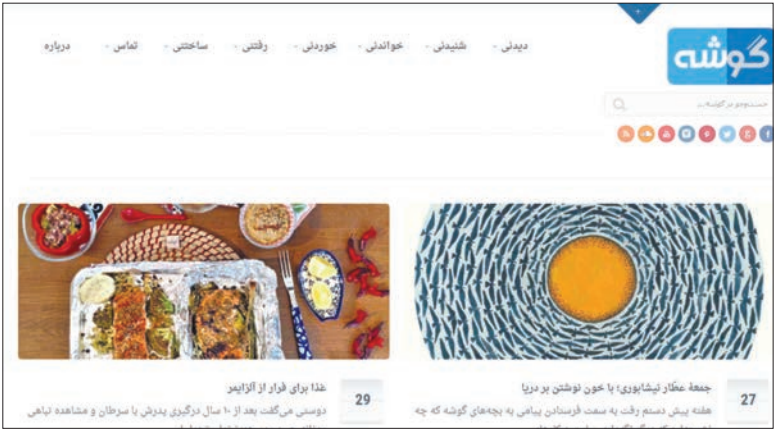 گوشه
دیدنی شنیدنی خواندنی خوردنی رفتنی ساختنی تماس درباره
جستجو در گوشه...
27
جمعهٔ عطّار نیشابوری؛ با خون نوشتن بر دریا
هفته پیش دستم رفت به سمت فرستادن پیامی به بچه‌های گوشه که چه
29
غذا برای فرار از آلزایمر
دوستی می‌گفت بعد از ۱۰ سال درگیری پدرش با سرطان و مشاهده تباهی